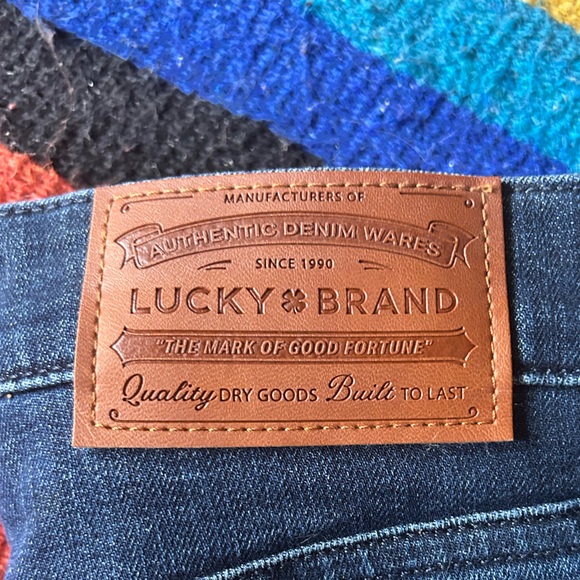 MANUFACTURERS OF
AUTHENTIC DENIM WARES
SINCE 1990
LUCKY BRAND
"THE MARK OF GOOD FORTUNE"
Quality DRY GOODS Built TO LAST